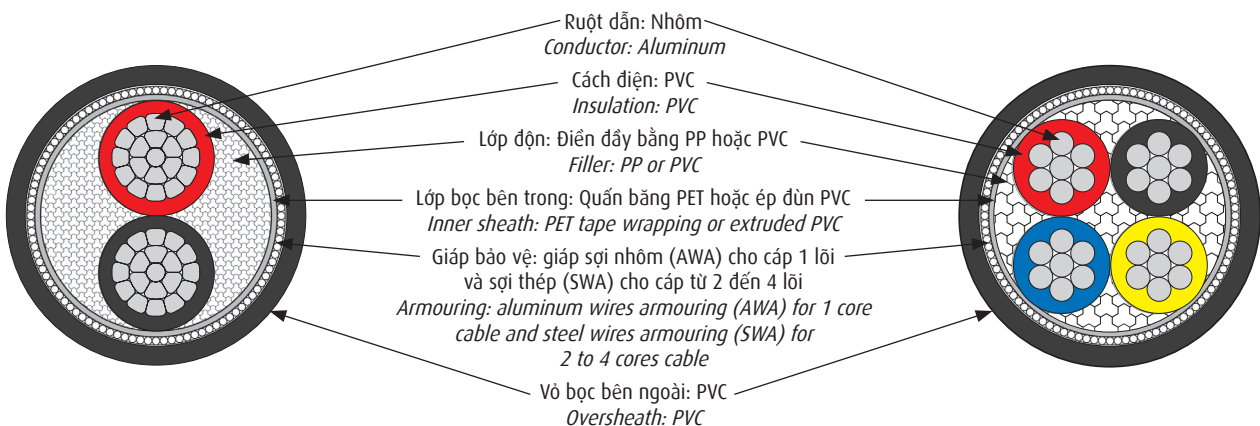 Ruột dẫn: Nhôm
Conductor: Aluminum
Cách điện: PVC
Insulation: PVC
Lớp độn: Điền đầy bằng PP hoặc PVC
Filler: PP or PVC
Lớp bọc bên trong: Quấn băng PET hoặc ép đùn PVC
Inner sheath: PET tape wrapping or extruded PVC
Giáp bảo vệ: giáp sợi nhôm (AWA) cho cáp 1 lõi
và sợi thép (SWA) cho cáp từ 2 đến 4 lõi
Armouring: aluminum wires armouring (AWA) for 1 core
cable and steel wires armouring (SWA) for
2 to 4 cores cable
Vỏ bọc bên ngoài: PVC
Oversheath: PVC